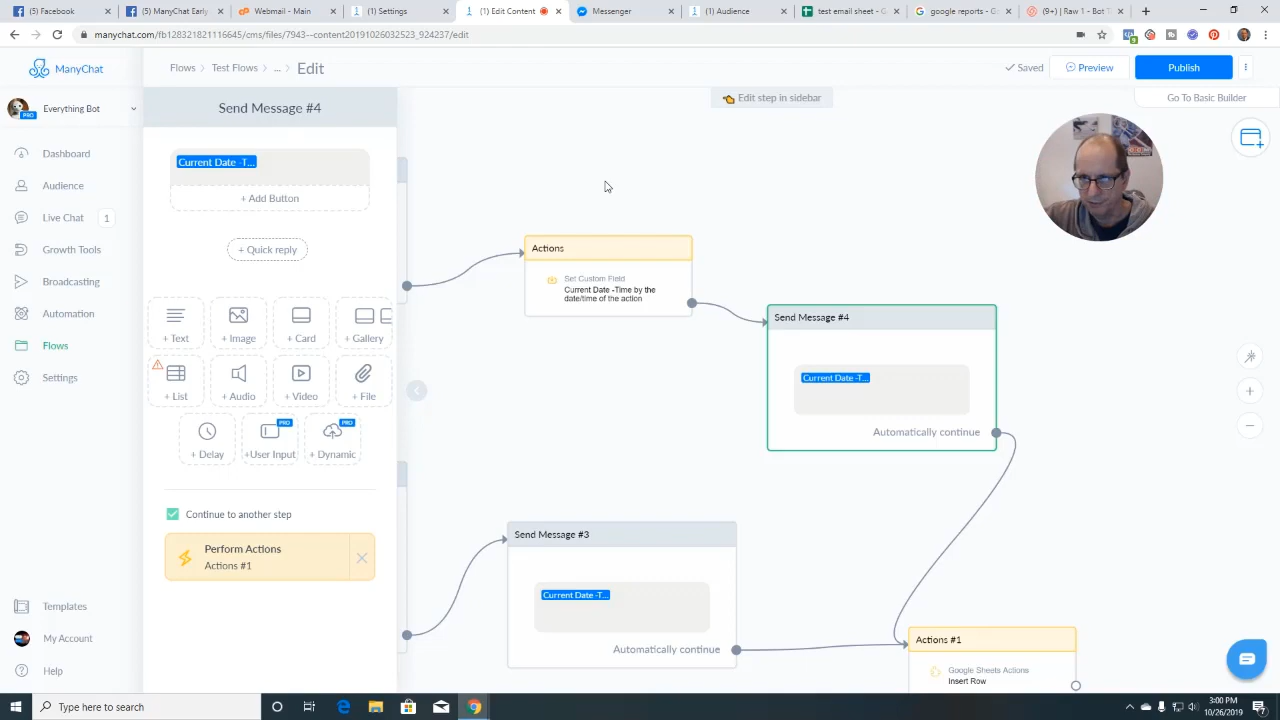 (5) Facebook
(5) ManyChat Early
Webmail - Main
(1) Settings
(1) Edit Content
Messenger
(1) Audience
test email sheet - G
google reports - G
(9+) Raw 1 - Bot T
manychat.com/fb128321821116645/cms/files/7943--content20191026032523_924237/edit
9
ManyChat
Flows
Test Flows
...
Edit
Saved
Preview
Publish
Everything Bot
PRO
Send Message #4
Edit step in sidebar
Go To Basic Builder
Dashboard
Audience
Live Chat
1
Growth Tools
Broadcasting
Automation
Flows
Settings
Templates
My Account
Help
Current Date -T...
+ Add Button
+ Quick reply
+ Text
+ Image
+ Card
+ Gallery
+ List
+ Audio
+ Video
+ File
PRO
PRO
+ Delay
+User Input
+ Dynamic
Continue to another step
Perform Actions
Actions #1
Actions
Set Custom Field
Current Date -Time by the
date/time of the action
Send Message #4
Current Date -T...
Automatically continue
Send Message #3
Current Date -T...
Automatically continue
Actions #1
Google Sheets Actions
Insert Row
Type here to search
3:00 PM
10/26/2019